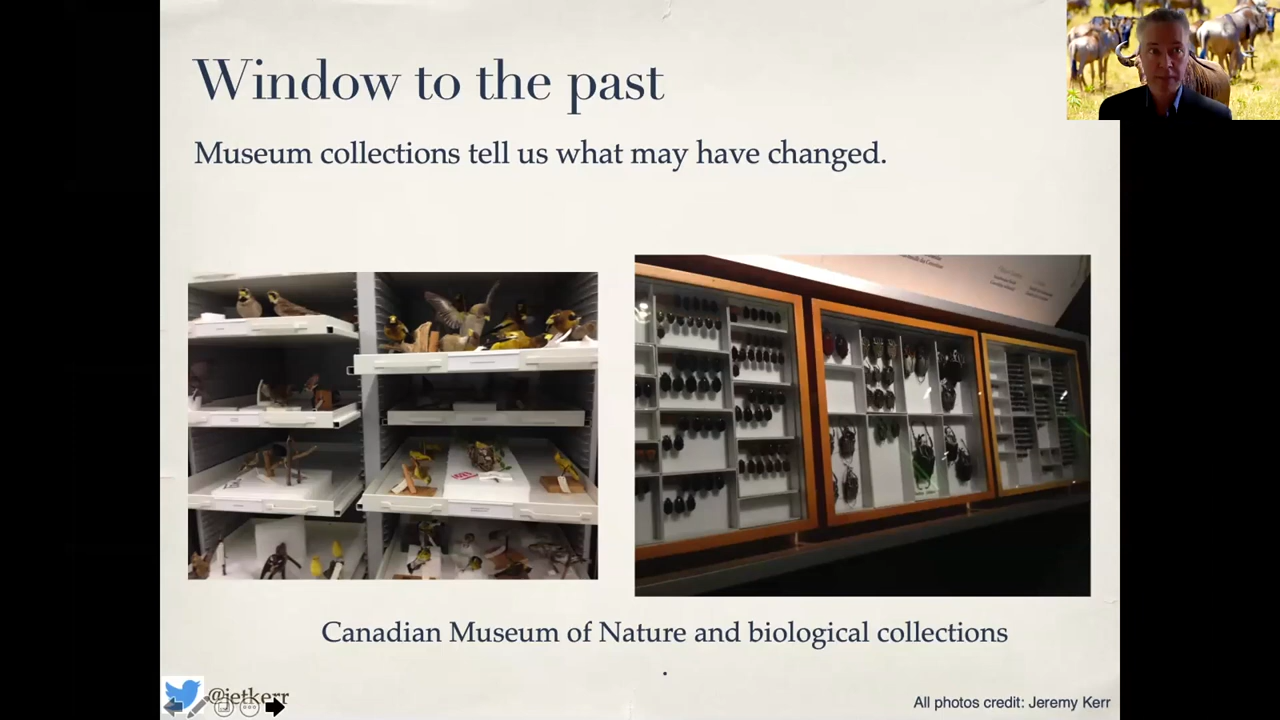 Window to the past
Museum collections tell us what may have changed.
Canadian Museum of Nature and biological collections
@jetkerr
All photos credit: Jeremy Kerr